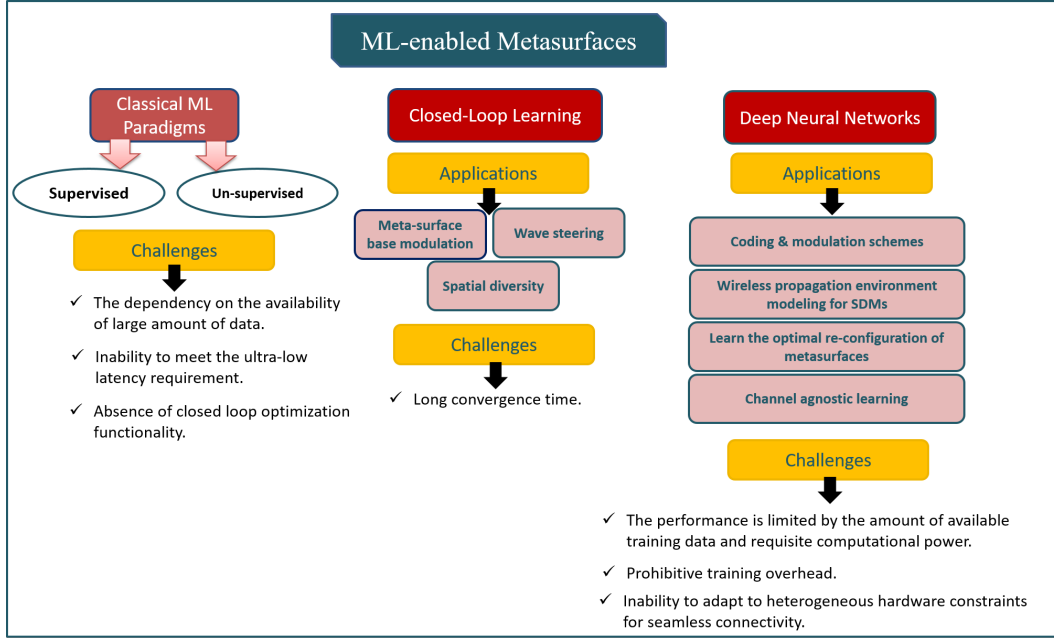 ML-enabled Metasurfaces
Classical ML
Paradigms
Supervised
Un-supervised
Challenges
✓ The dependency on the availability
of large amount of data.
✓ Inability to meet the ultra-low
latency requirement.
✓ Absence of closed loop optimization
functionality.
Closed-Loop Learning
Applications
Meta-surface
base modulation
Wave steering
Spatial diversity
Challenges
✓ Long convergence time.
Deep Neural Networks
Applications
Coding & modulation schemes
Wireless propagation environment
modeling for SDMs
Learn the optimal re-configuration of
metasurfaces
Channel agnostic learning
Challenges
✓ The performance is limited by the amount of available
training data and requisite computational power.
✓ Prohibitive training overhead.
✓ Inability to adapt to heterogeneous hardware constraints
for seamless connectivity.